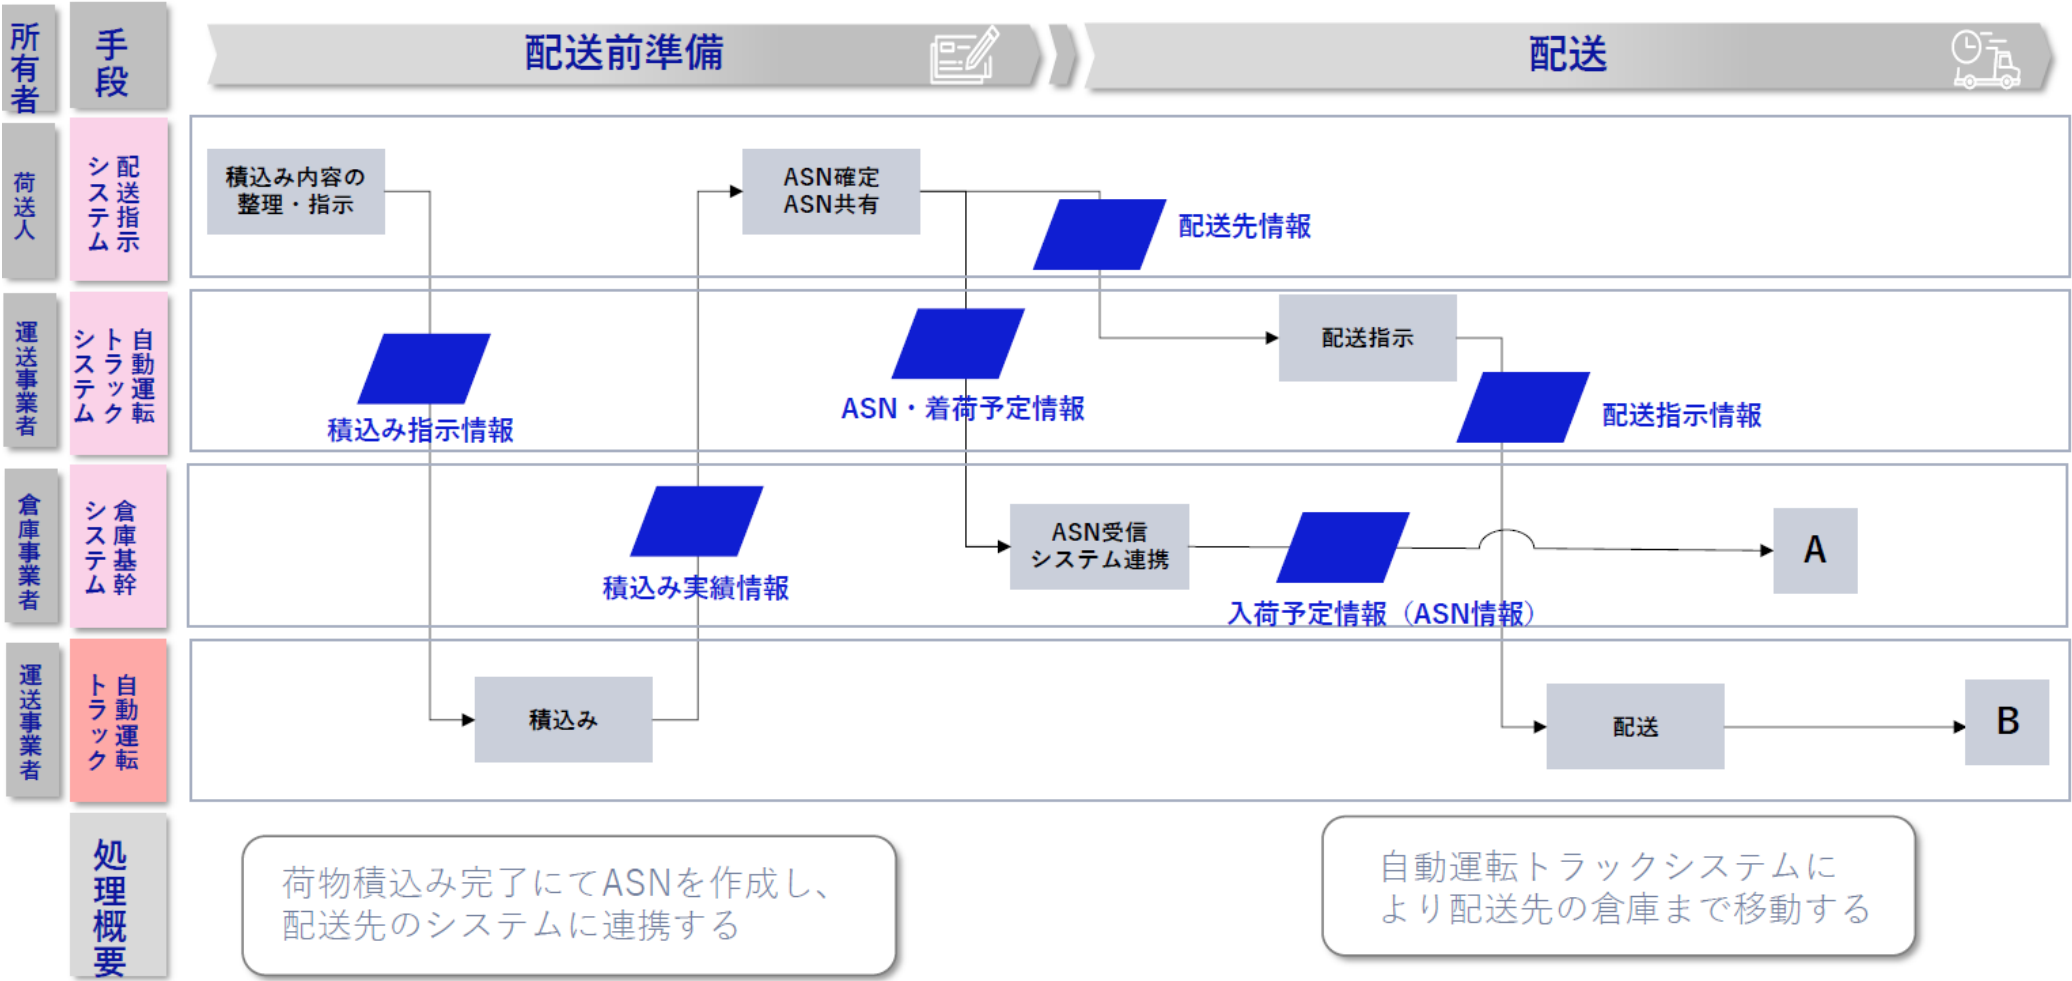 所有者
手段
配送前準備
配送
荷送人
配送指示
システム
積込み内容の
整理・指示
ASN確定
ASN共有
配送先情報
運送事業者
自動運転
トラック
システム
積込み指示情報
ASN・着荷予定情報
配送指示
配送指示情報
倉庫事業者
倉庫基幹
システム
積込み実績情報
ASN受信
システム連携
入荷予定情報（ASN情報）
A
運送事業者
自動運転
トラック
積込み
配送
B
処理概要
荷物積込み完了にてASNを作成し、
配送先のシステムに連携する
自動運転トラックシステムに
より配送先の倉庫まで移動する